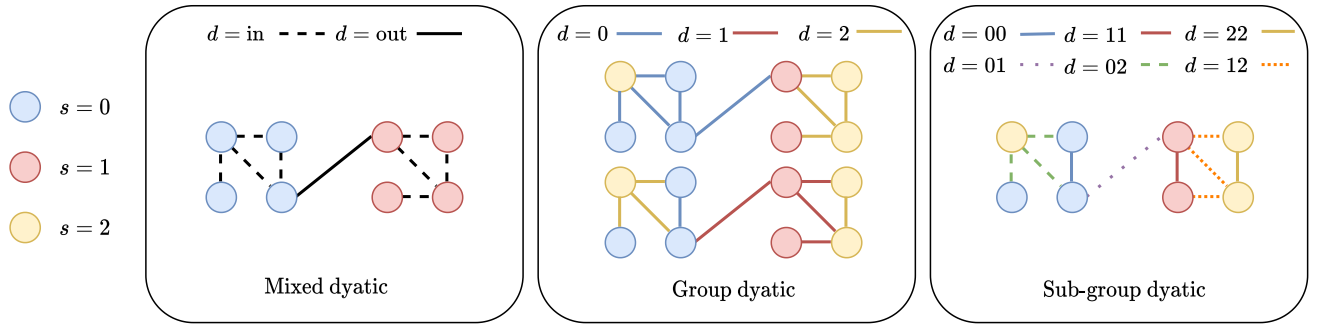 s = 0
s = 1
s = 2
d = in d = out
Mixed dyatic
d = 0 d = 1 d = 2
Group dyatic
d = 00 d = 11 d = 22
d = 01 d = 02 d = 12
Sub-group dyatic